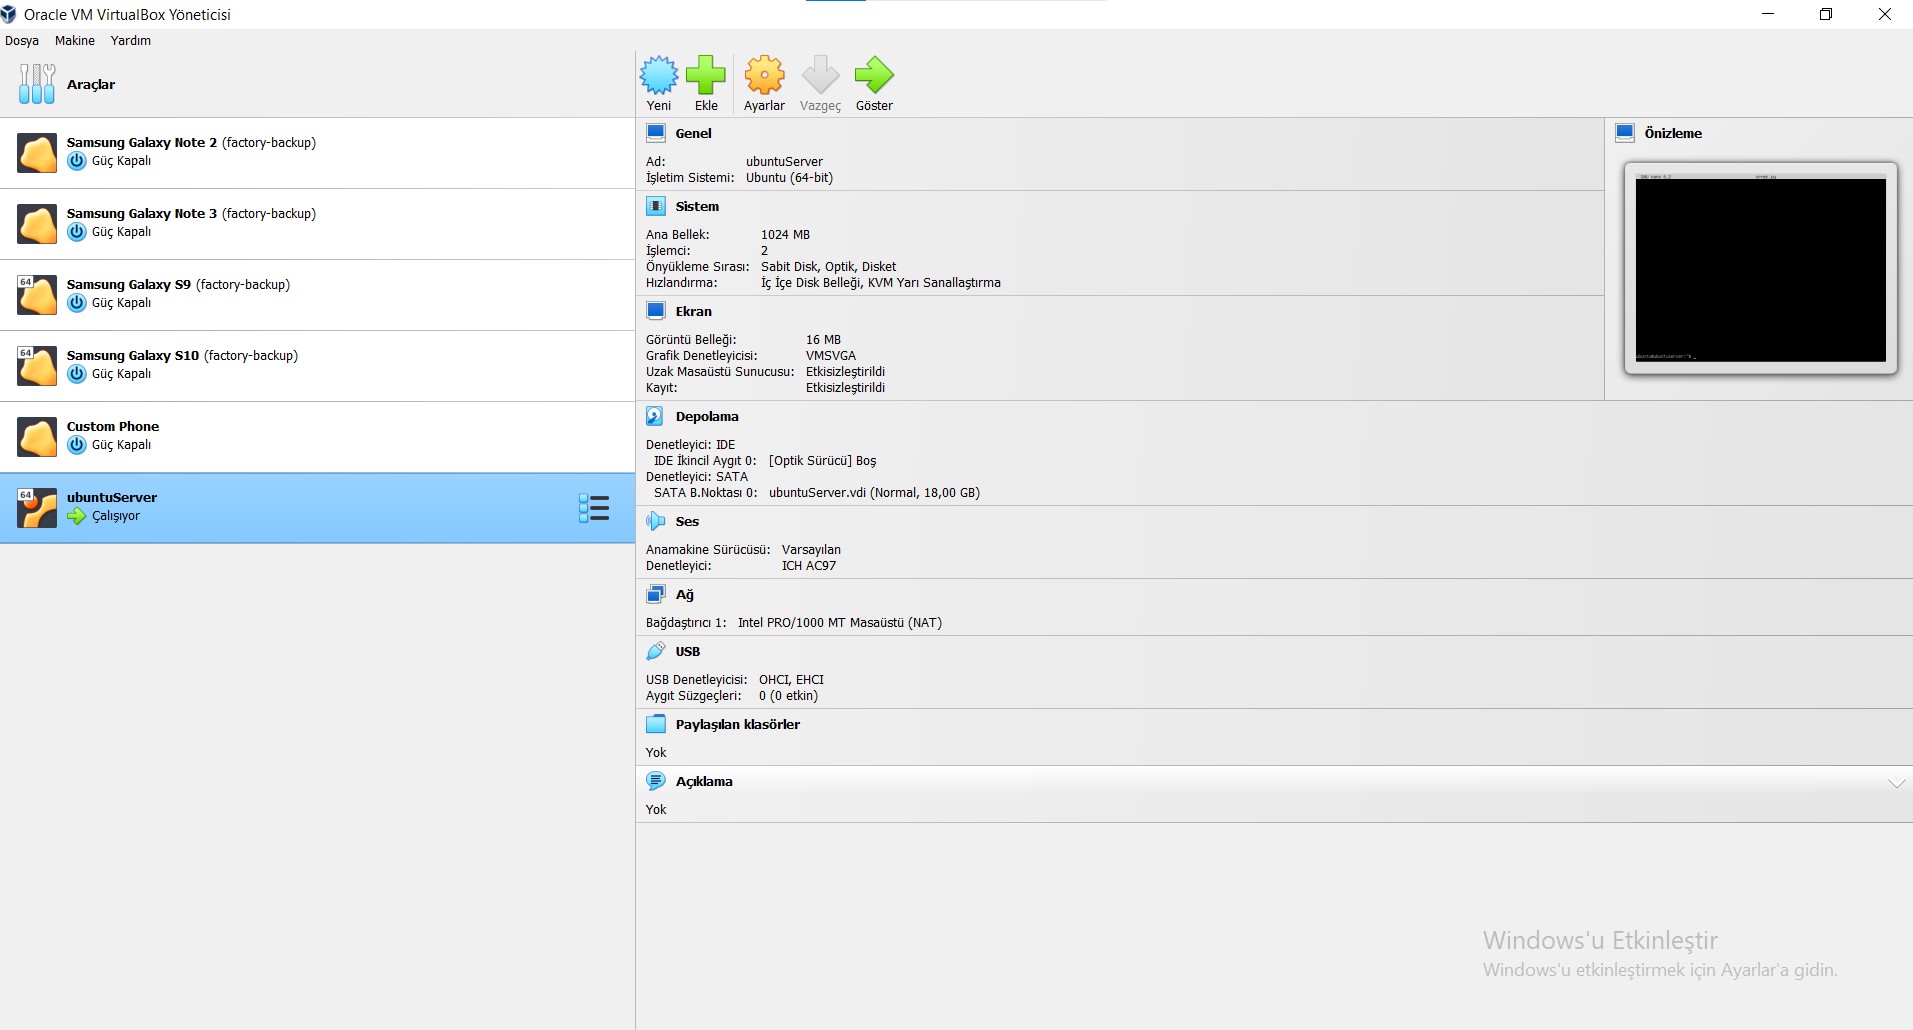 Oracle VM VirtualBox Yöneticisi
Dosya Makine Yardım
Araçlar
Samsung Galaxy Note 2 (factory-backup)
Güç Kapalı
Samsung Galaxy Note 3 (factory-backup)
Güç Kapalı
64
Samsung Galaxy S9 (factory-backup)
Güç Kapalı
64
Samsung Galaxy S10 (factory-backup)
Güç Kapalı
Custom Phone
Güç Kapalı
64
ubuntuServer
Çalışıyor
Yeni Ekle Ayarlar Vazgeç Göster
Genel
Ad: ubuntuServer
İşletim Sistemi: Ubuntu (64-bit)
Sistem
Ana Bellek: 1024 MB
İşlemci: 2
Önyükleme Sırası: Sabit Disk, Optik, Disket
Hızlandırma: İç İçe Disk Belleği, KVM Yarı Sanallaştırma
Ekran
Görüntü Belleği: 16 MB
Grafik Denetleyicisi: VMSVGA
Uzak Masaüstü Sunucusu: Etkisizleştirildi
Kayıt: Etkisizleştirildi
Önizleme
GNU nano 6.2
ubuntu@ubuntuserver:~$ _
Depolama
Denetleyici: IDE
IDE İkincil Aygıt 0: [Optik Sürücü] Boş
Denetleyici: SATA
SATA B.Noktası 0: ubuntuServer.vdi (Normal, 18,00 GB)
Ses
Anamakine Sürücüsü: Varsayılan
Denetleyici: ICH AC97
Ağ
Bağdaştırıcı 1: Intel PRO/1000 MT Masaüstü (NAT)
USB
USB Denetleyicisi: OHCI, EHCI
Aygıt Süzgeçleri: 0 (0 etkin)
Paylaşılan klasörler
Yok
Açıklama
Yok
Windows'u Etkinleştir
Windows'u etkinleştirmek için Ayarlar'a gidin.